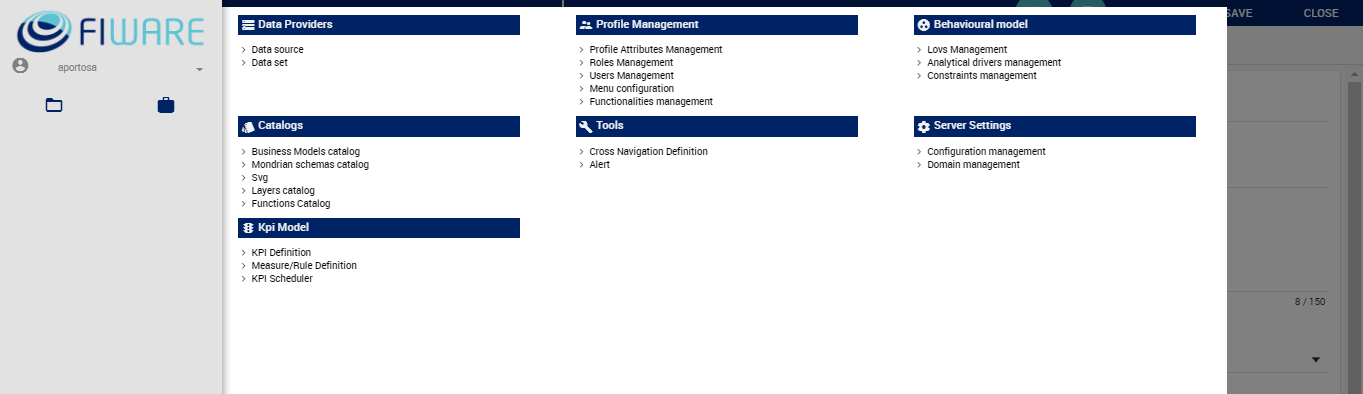 FIWARE
aportosa
Data Providers
Data source
Data set
Profile Management
Profile Attributes Management
Roles Management
Users Management
Menu configuration
Functionalities management
Behavioural model
Lovs Management
Analytical drivers management
Constraints management
Catalogs
Business Models catalog
Mondrian schemas catalog
Svg
Layers catalog
Functions Catalog
Tools
Cross Navigation Definition
Alert
Server Settings
Configuration management
Domain management
Kpi Model
KPI Definition
Measure/Rule Definition
KPI Scheduler
SAVE CLOSE
8 / 150